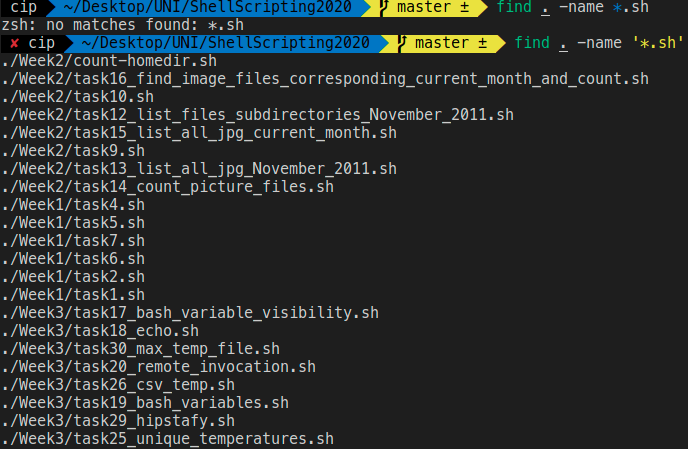 cip ~/Desktop/UNI/ShellScripting2020 master ± find . -name *.sh
zsh: no matches found: *.sh
✘ cip ~/Desktop/UNI/ShellScripting2020 master ± find . -name '*.sh'
./Week2/count-homedir.sh
./Week2/task16_find_image_files_corresponding_current_month_and_count.sh
./Week2/task10.sh
./Week2/task12_list_files_subdirectories_November_2011.sh
./Week2/task15_list_all_jpg_current_month.sh
./Week2/task9.sh
./Week2/task13_list_all_jpg_November_2011.sh
./Week2/task14_count_picture_files.sh
./Week1/task4.sh
./Week1/task5.sh
./Week1/task7.sh
./Week1/task6.sh
./Week1/task2.sh
./Week1/task1.sh
./Week3/task17_bash_variable_visibility.sh
./Week3/task18_echo.sh
./Week3/task30_max_temp_file.sh
./Week3/task20_remote_invocation.sh
./Week3/task26_csv_temp.sh
./Week3/task19_bash_variables.sh
./Week3/task29_hipstafy.sh
./Week3/task25_unique_temperatures.sh